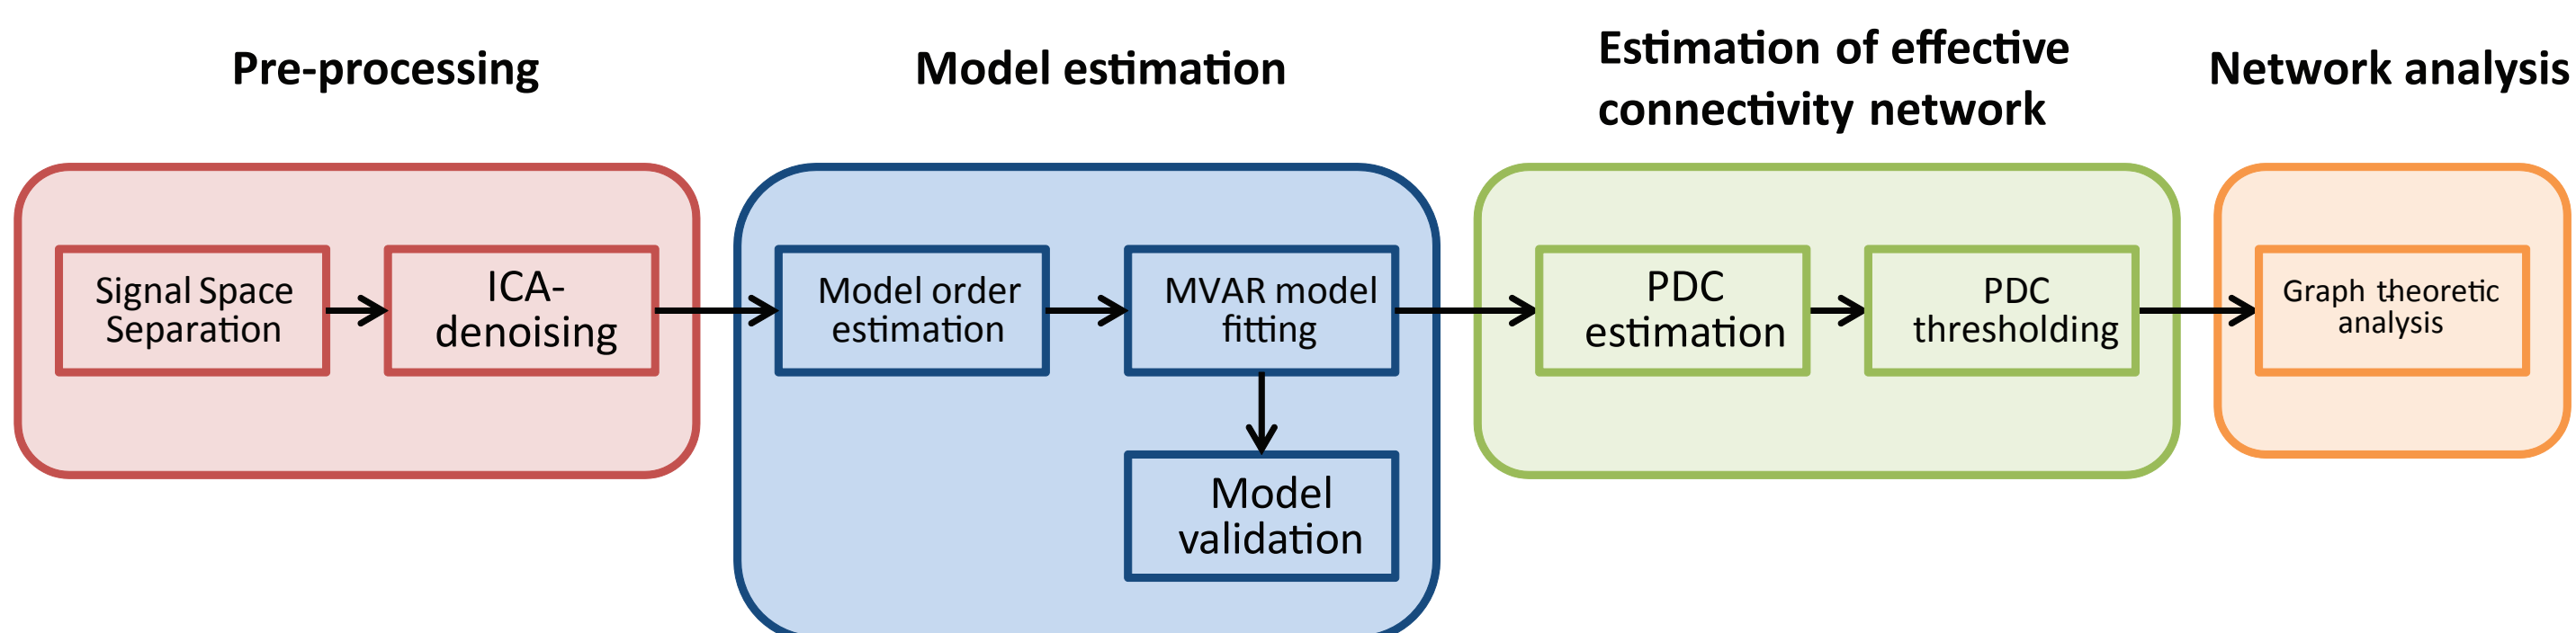 Pre-processing
Model estimation
Estimation of effective
connectivity network
Network analysis
Signal Space
Separation
ICA-
denoising
Model order
estimation
MVAR model
fitting
Model
validation
PDC
estimation
PDC
thresholding
Graph theoretic
analysis